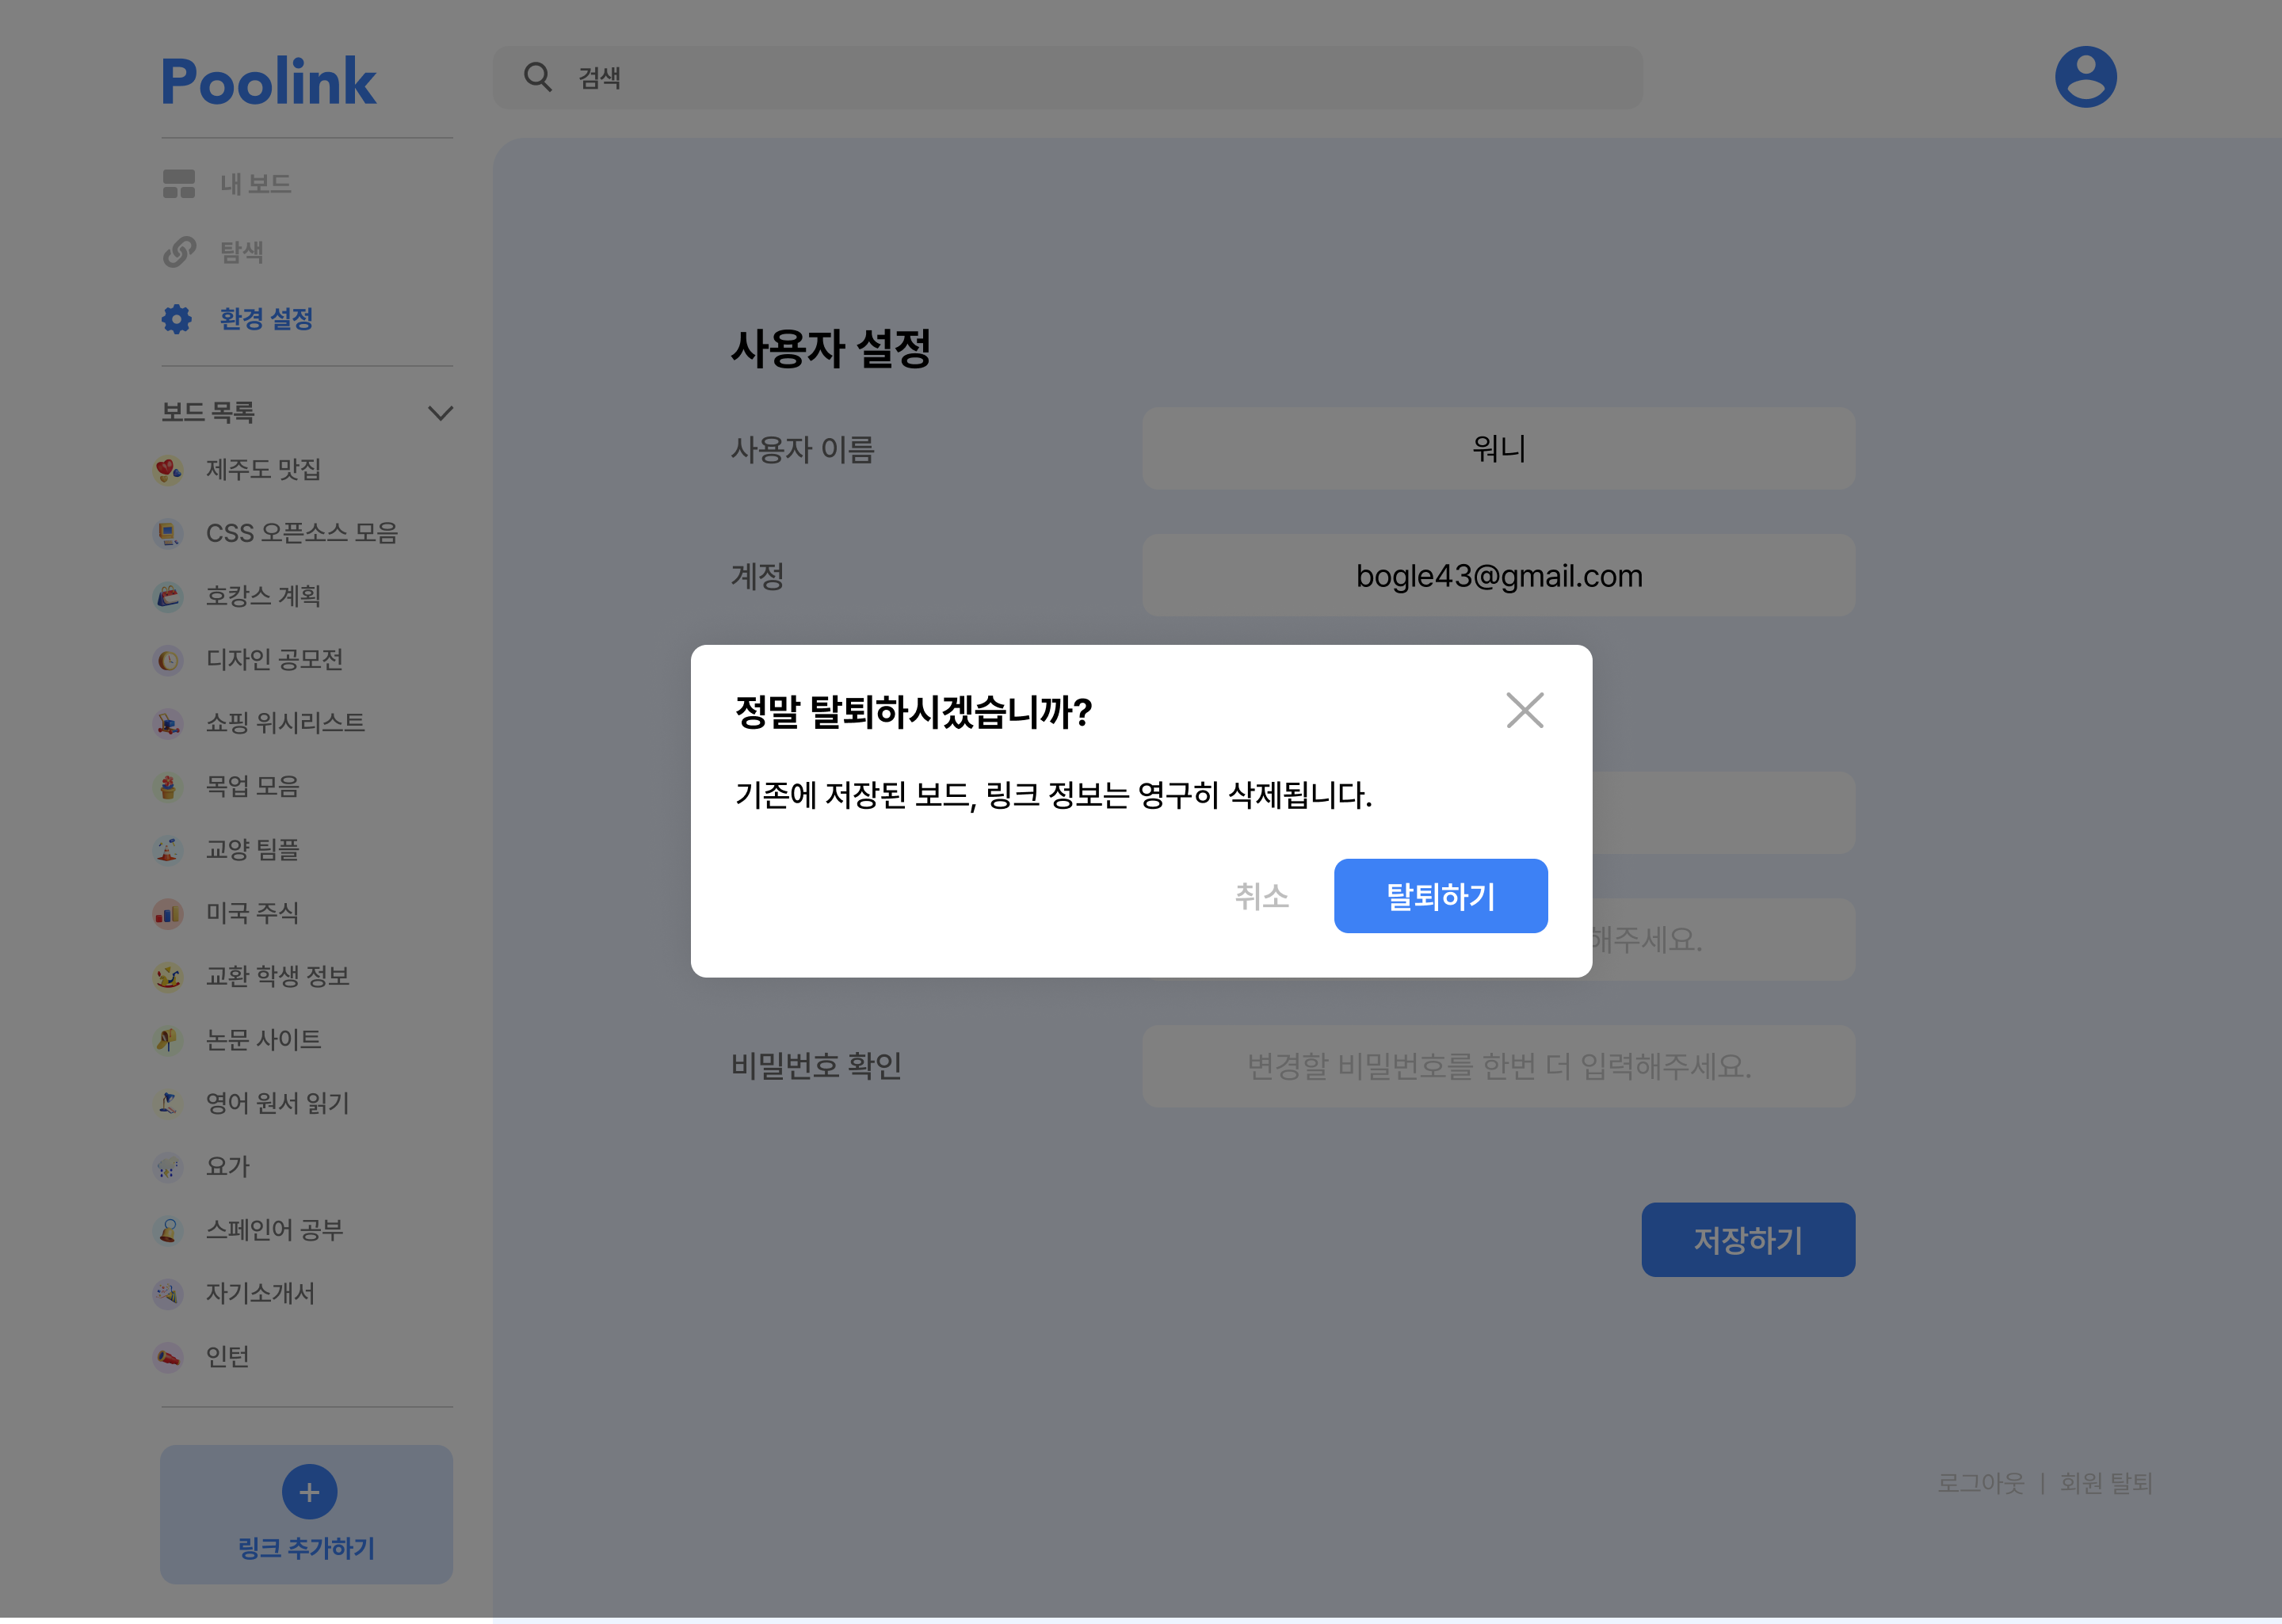 Poolink
검색
내 보드
탐색
환경 설정
보드 목록
제주도 맛집
CSS 오픈소스 모음
호캉스 계획
디자인 공모전
쇼핑 위시리스트
목업 모음
교양 팀플
미국 주식
교환 학생 정보
논문 사이트
영어 원서 읽기
요가
스페인어 공부
자기소개서
인턴
링크 추가하기
사용자 설정
사용자 이름
워니
계정
bogle43@gmail.com
정말 탈퇴하시겠습니까?
기존에 저장된 보드, 링크 정보는 영구히 삭제됩니다.
취소
탈퇴하기
해주세요.
비밀번호 확인
변경할 비밀번호를 한번 더 입력해주세요.
저장하기
로그아웃 | 회원 탈퇴